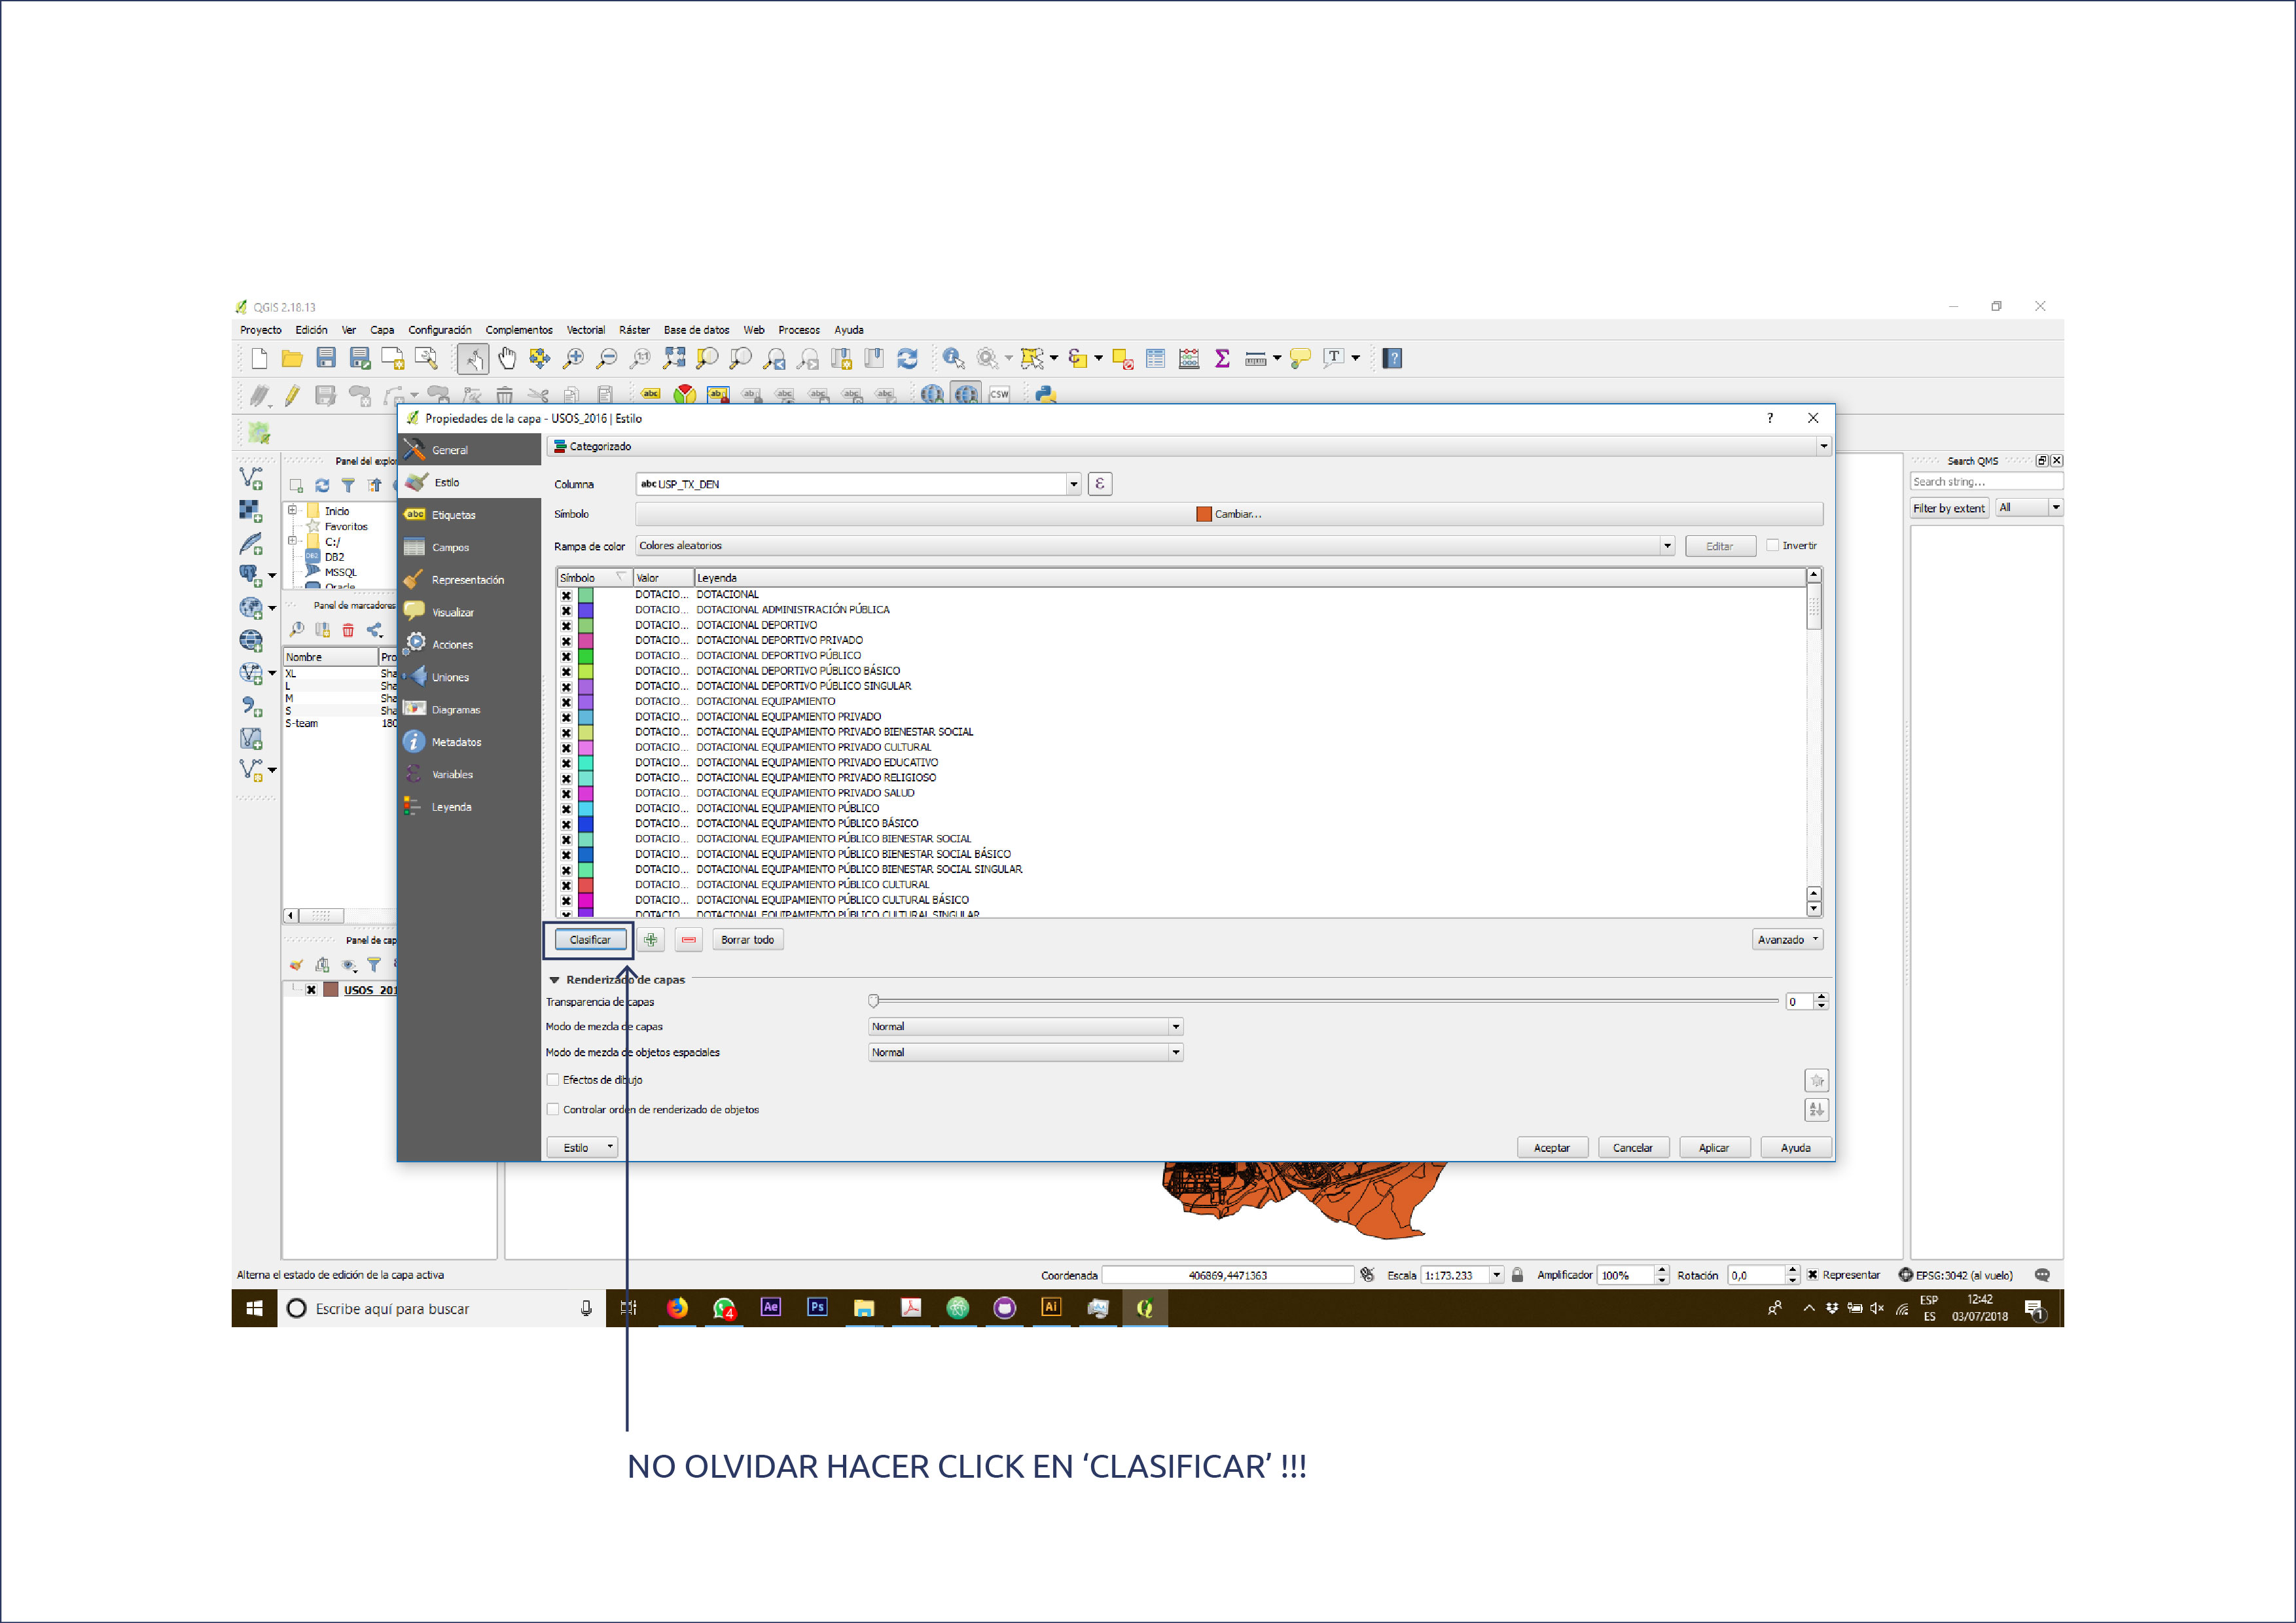 QGIS 2.18.13
Proyecto Edición Ver Capa Configuración Complementos Vectorial Ráster Base de datos Web Procesos Ayuda
Propiedades de la capa - USOS_2016 | Estilo
General
Categorizado
Panel del explo
Search QMS
Estilo
Columna abc USP_TX_DEN
Search string...
Filter by extent All
Inicio
Favoritos
C:/
DB2
MSSQL
Oracle
Etiquetas
Símbolo Cambiar...
Campos
Rampa de color Colores aleatorios Editar Invertir
Representación
Símbolo Valor Leyenda
DOTACIO... DOTACIONAL
DOTACIO... DOTACIONAL ADMINISTRACIÓN PÚBLICA
DOTACIO... DOTACIONAL DEPORTIVO
DOTACIO... DOTACIONAL DEPORTIVO PRIVADO
DOTACIO... DOTACIONAL DEPORTIVO PÚBLICO
DOTACIO... DOTACIONAL DEPORTIVO PÚBLICO BÁSICO
DOTACIO... DOTACIONAL DEPORTIVO PÚBLICO SINGULAR
DOTACIO... DOTACIONAL EQUIPAMIENTO
DOTACIO... DOTACIONAL EQUIPAMIENTO PRIVADO
DOTACIO... DOTACIONAL EQUIPAMIENTO PRIVADO BIENESTAR SOCIAL
DOTACIO... DOTACIONAL EQUIPAMIENTO PRIVADO CULTURAL
DOTACIO... DOTACIONAL EQUIPAMIENTO PRIVADO EDUCATIVO
DOTACIO... DOTACIONAL EQUIPAMIENTO PRIVADO RELIGIOSO
DOTACIO... DOTACIONAL EQUIPAMIENTO PRIVADO SALUD
DOTACIO... DOTACIONAL EQUIPAMIENTO PÚBLICO
DOTACIO... DOTACIONAL EQUIPAMIENTO PÚBLICO BÁSICO
DOTACIO... DOTACIONAL EQUIPAMIENTO PÚBLICO BIENESTAR SOCIAL
DOTACIO... DOTACIONAL EQUIPAMIENTO PÚBLICO BIENESTAR SOCIAL BÁSICO
DOTACIO... DOTACIONAL EQUIPAMIENTO PÚBLICO BIENESTAR SOCIAL SINGULAR
DOTACIO... DOTACIONAL EQUIPAMIENTO PÚBLICO CULTURAL
DOTACIO... DOTACIONAL EQUIPAMIENTO PÚBLICO CULTURAL BÁSICO
DOTACIO... DOTACIONAL EQUIPAMIENTO PÚBLICO CULTURAL SINGULAR
Panel de marcadores
Visualizar
Acciones
Uniones
Diagramas
Metadatos
Variables
Leyenda
Nombre Pro
XL Sha
L Sha
M Sha
S Sha
S-team 180
Clasificar Borrar todo Avanzado
Panel de cap
USOS_201
Renderizado de capas
Transparencia de capas 0
Modo de mezcla de capas Normal
Modo de mezcla de objetos espaciales Normal
Efectos de dibujo
Controlar orden de renderizado de objetos
Estilo Aceptar Cancelar Aplicar Ayuda
Alterna el estado de edición de la capa activa Coordenada 406869,4471363 Escala 1:173.233 Amplificador 100% Rotación 0,0 Representar EPSG:3042 (al vuelo)
Escribe aquí para buscar 4 Ae Ps Ai ESP ES 12:42 03/07/2018 1
NO OLVIDAR HACER CLICK EN ‘CLASIFICAR’ !!!